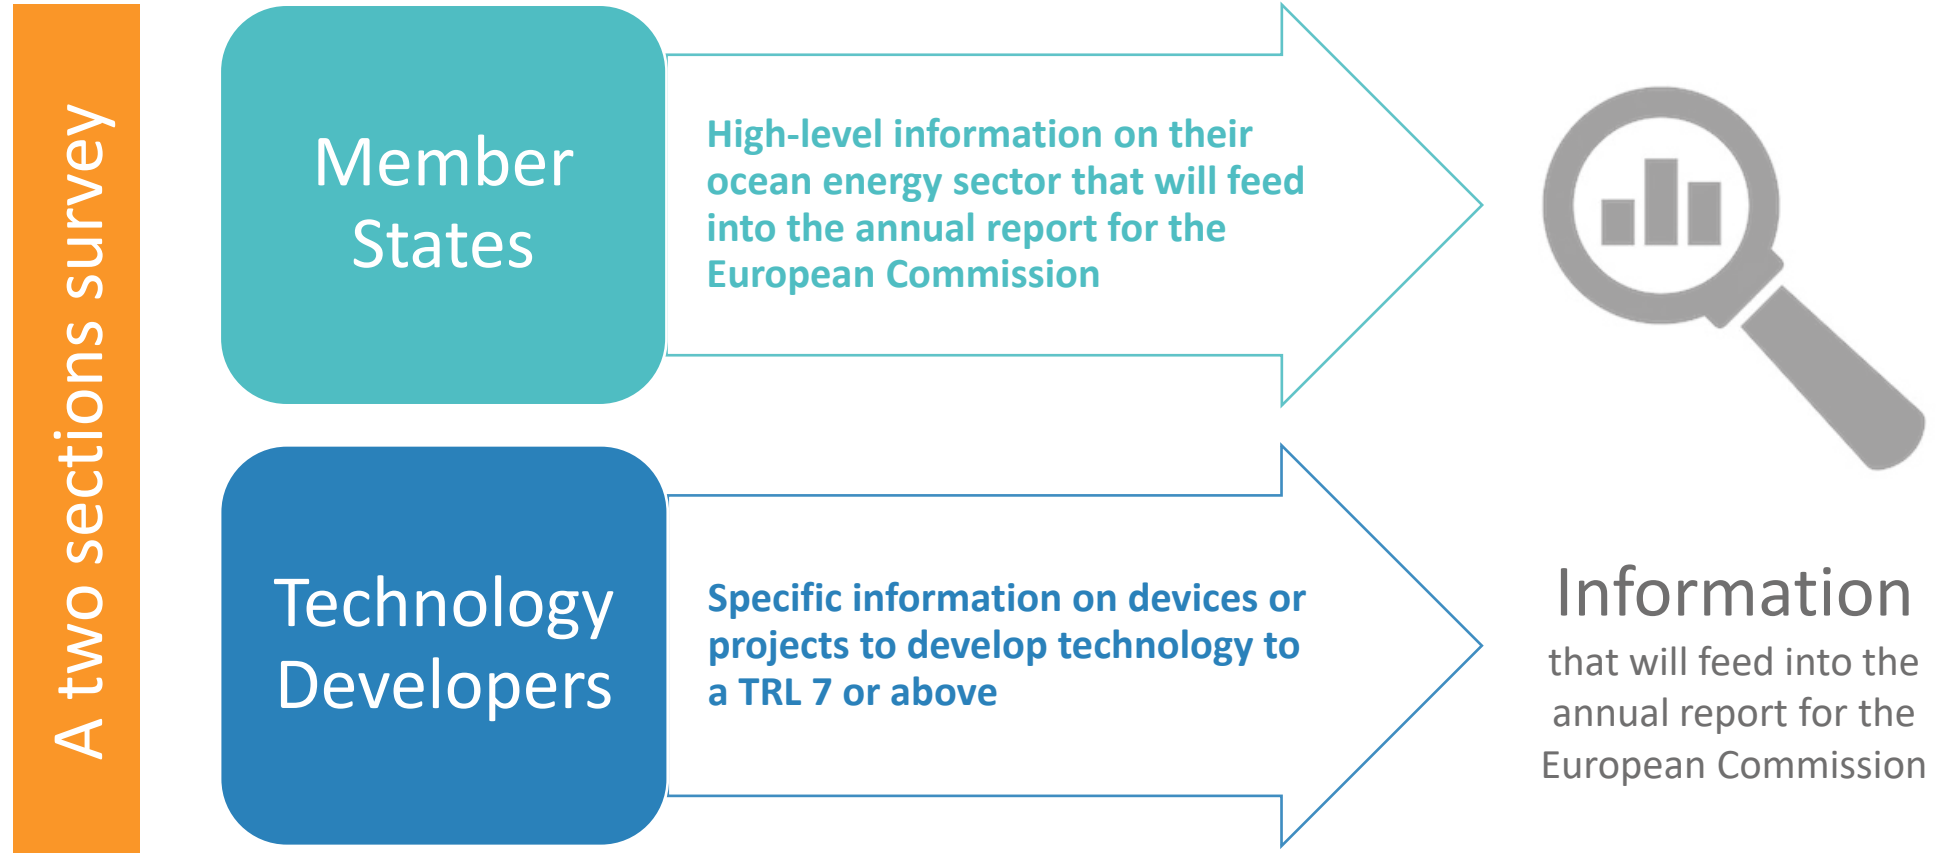 A two sections survey
Member
States
High-level information on their
ocean energy sector that will feed
into the annual report for the
European Commission
Technology
Developers
Specific information on devices or
projects to develop technology to
a TRL 7 or above
Information
that will feed into the
annual report for the
European Commission